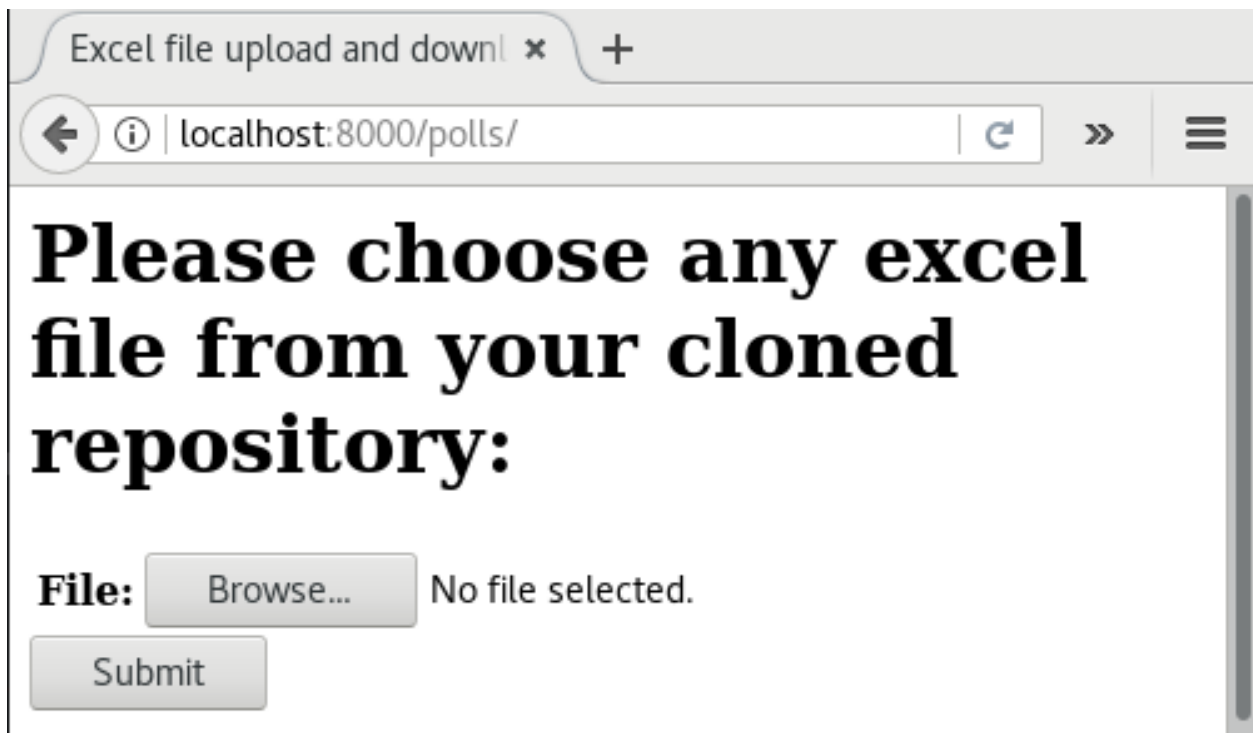 Excel file upload and downl
localhost:8000/polls/
Please choose any excel
file from your cloned
repository:
File: Browse... No file selected.
Submit